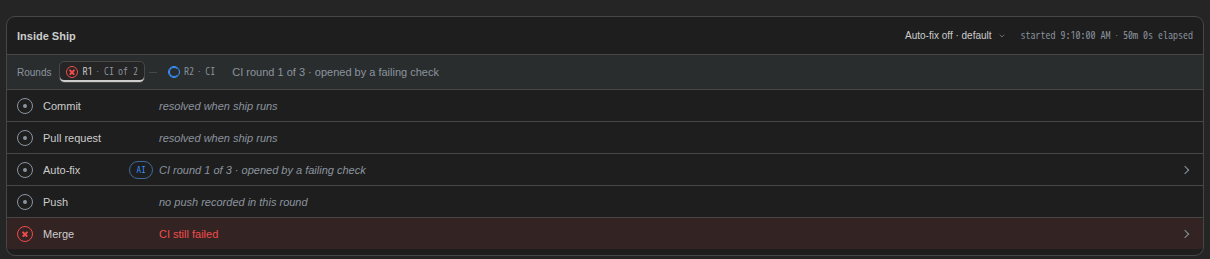 Inside Ship Auto-fix off · default started 9:10:00 AM · 50m 0s elapsed
Rounds R1 · CI of 2 — R2 · CI CI round 1 of 3 · opened by a failing check
Commit resolved when ship runs
Pull request resolved when ship runs
Auto-fix AI CI round 1 of 3 · opened by a failing check
Push no push recorded in this round
Merge CI still failed